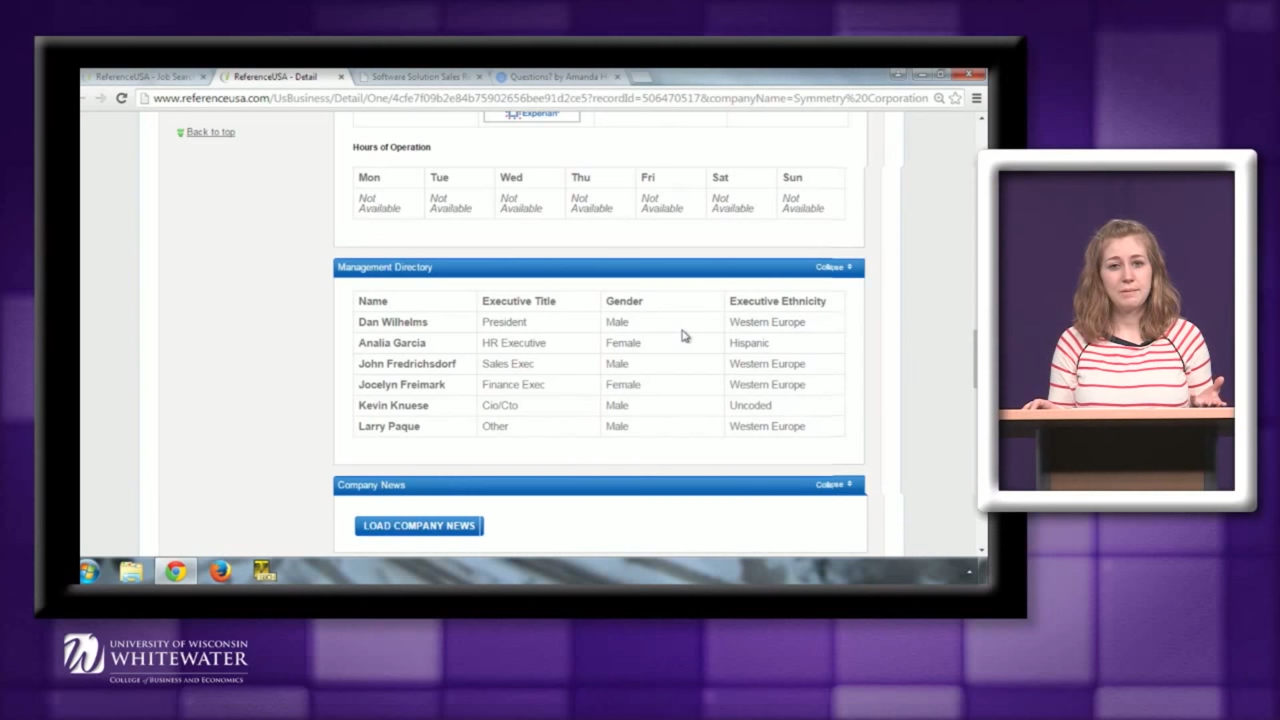 ReferenceUSA - Job Searc
ReferenceUSA - Detail
Software Solution Sales R
Questions? by Amanda H
www.referenceusa.com/UsBusiness/Detail/One/4cfe7f09b2e84b75902656bee91d2ce5?recordId=506470517&companyName=Symmetry%20Corporation
Experian
Back to top
Hours of Operation
Mon Tue Wed Thu Fri Sat Sun
Not Available Not Available Not Available Not Available Not Available Not Available Not Available
Management Directory Collapse
Name Executive Title Gender Executive Ethnicity
Dan Wilhelms President Male Western Europe
Analia Garcia HR Executive Female Hispanic
John Fredrichsdorf Sales Exec Male Western Europe
Jocelyn Freimark Finance Exec Female Western Europe
Kevin Knuese Cio/Cto Male Uncoded
Larry Paque Other Male Western Europe
Company News Collapse
LOAD COMPANY NEWS
UNIVERSITY OF WISCONSIN
WHITEWATER
COLLEGE of BUSINESS AND ECONOMICS